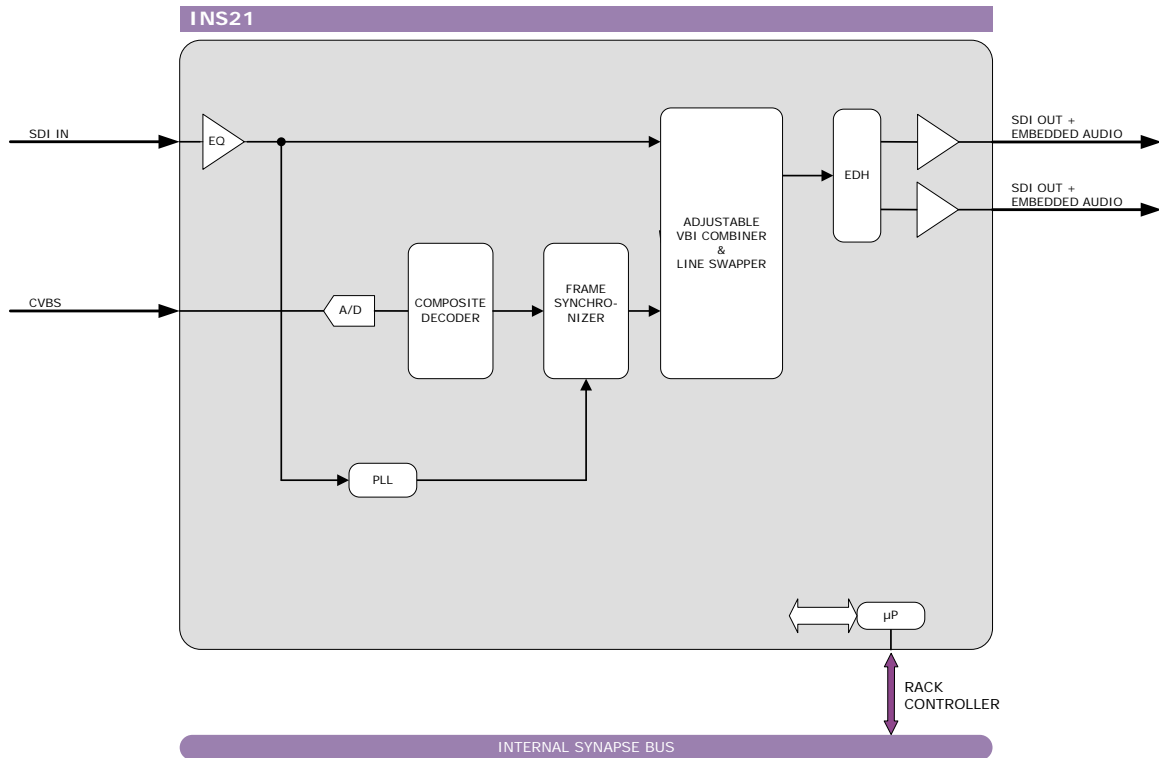 INS21
SDI IN
EQ
SDI OUT +
EMBEDDED AUDIO
EDH
SDI OUT +
EMBEDDED AUDIO
ADJUSTABLE
VBI COMBINER
&
LINE SWAPPER
CVBS
A/D
COMPOSITE
DECODER
FRAME
SYNCHRO-
NIZER
PLL
µP
RACK
CONTROLLER
INTERNAL SYNAPSE BUS